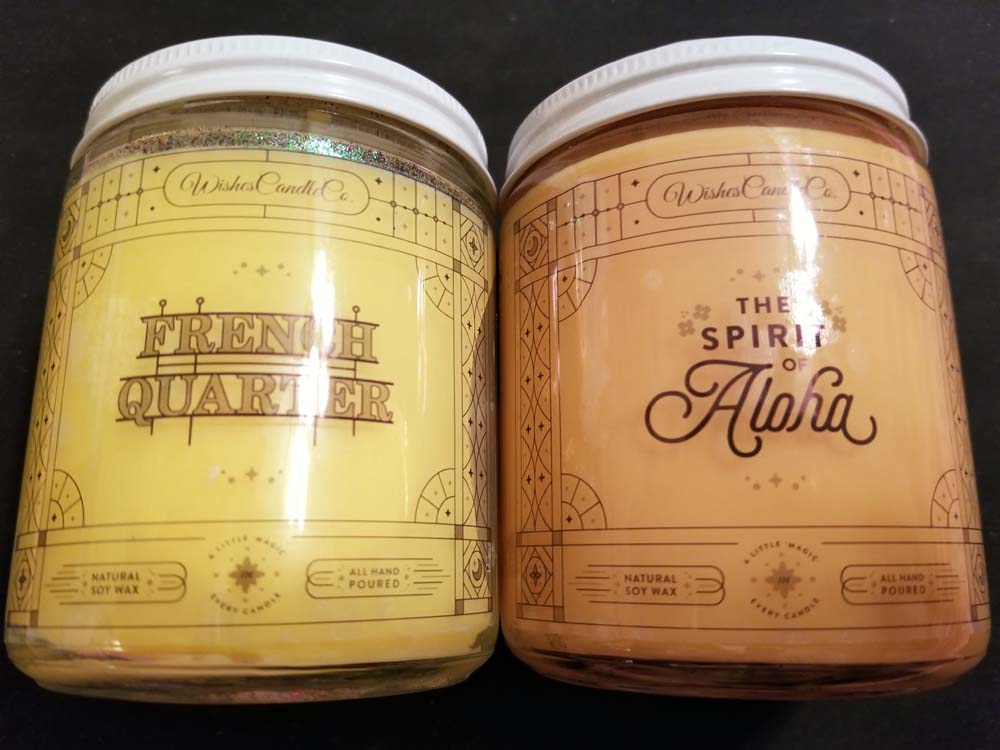 WishesCandleCo.
FRENCH
QUARTER
NATURAL
SOY WAX
A LITTLE MAGIC
IN
EVERY CANDLE
ALL HAND
POURED
WishesCandleCo.
THE
SPIRIT
OF
Aloha
NATURAL
SOY WAX
A LITTLE MAGIC
IN
EVERY CANDLE
ALL HAND
POURED